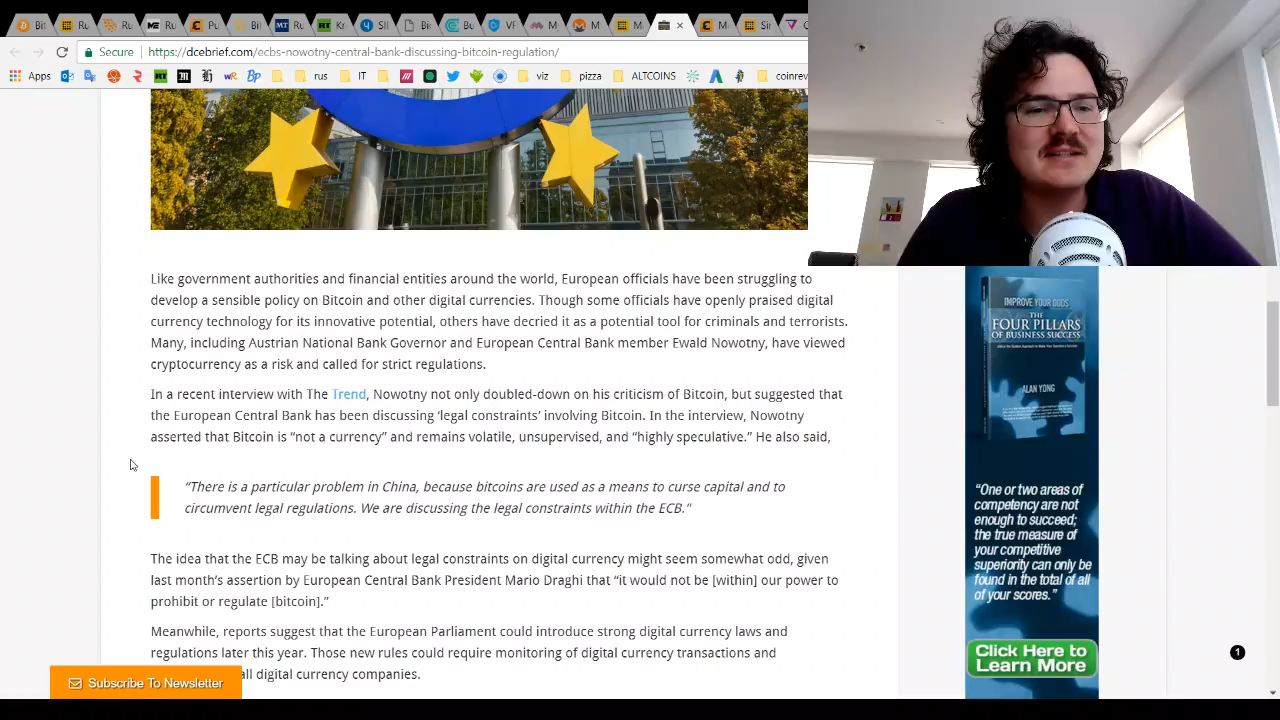 Bit
Ru
Ru
Ru
Pu
Bit
Ru
Kr
Bic
Bu
VF
M
M
M
M
Sir
Secure
https://dcebrief.com/ecbs-nowotny-central-bank-discussing-bitcoin-regulation/
Apps
rus
IT
viz
pizza
ALTCOINS
coinrev
Like government authorities and financial entities around the world, European officials have been struggling to
develop a sensible policy on Bitcoin and other digital currencies. Though some officials have openly praised digital
currency technology for its innovative potential, others have decried it as a potential tool for criminals and terrorists.
Many, including Austrian National Bank Governor and European Central Bank member Ewald Nowotny, have viewed
cryptocurrency as a risk and called for strict regulations.
In a recent interview with The Trend, Nowotny not only doubled-down on his criticism of Bitcoin, but suggested that
the European Central Bank has been discussing ‘legal constraints’ involving Bitcoin. In the interview, Nowotny
asserted that Bitcoin is “not a currency” and remains volatile, unsupervised, and “highly speculative.” He also said,
“There is a particular problem in China, because bitcoins are used as a means to curse capital and to
circumvent legal regulations. We are discussing the legal constraints within the ECB.”
The idea that the ECB may be talking about legal constraints on digital currency might seem somewhat odd, given
last month’s assertion by European Central Bank President Mario Draghi that “it would not be [within] our power to
prohibit or regulate [bitcoin].”
Meanwhile, reports suggest that the European Parliament could introduce strong digital currency laws and
regulations later this year. Those new rules could require monitoring of digital currency transactions and
all digital currency companies.
Subscribe To Newsletter
IMPROVE YOUR ODDS
THE
FOUR PILLARS
OF BUSINESS SUCCESS
ALAN YONG
“One or two areas of
competency are not
enough to succeed;
the true measure of
your competitive
superiority can only be
found in the total of all
of your scores.”
Click Here to
Learn More
1